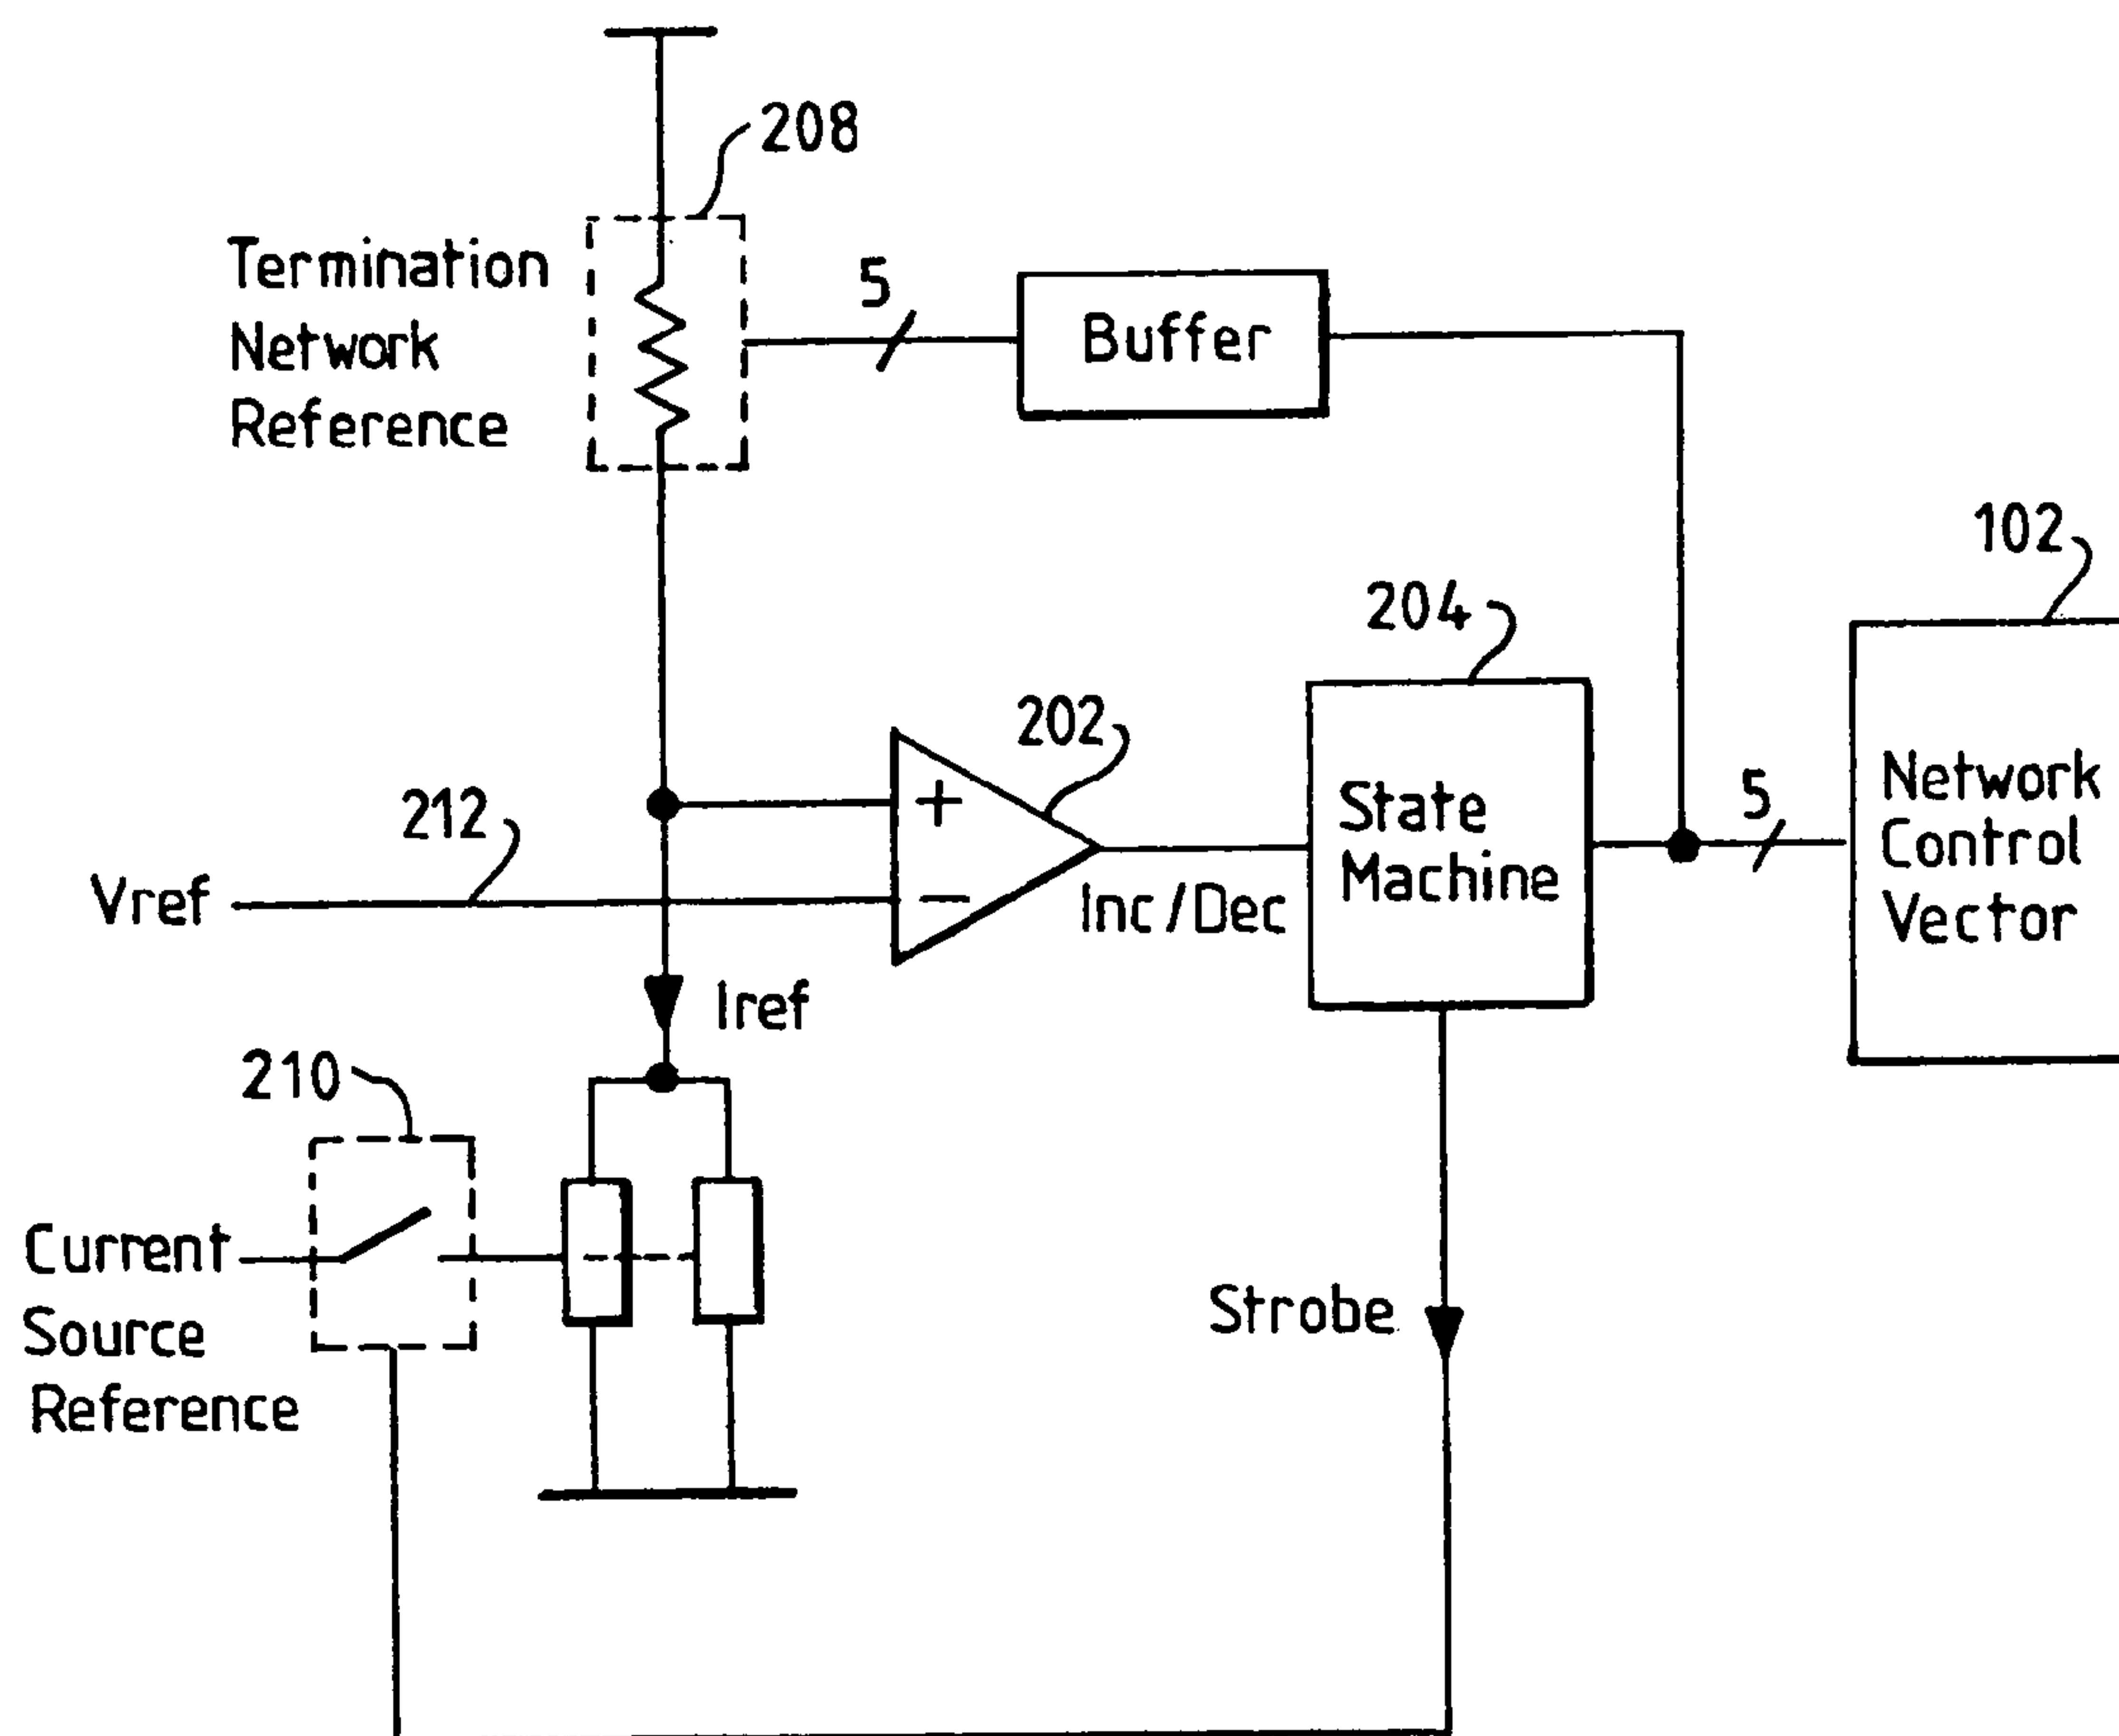 208
Termination
Network
Reference
5
Buffer
102
204
202
212
+
State
Machine
5
Network
Control
Vector
Vref
−
Inc/Dec
Iref
210
Current
Source
Reference
Strobe